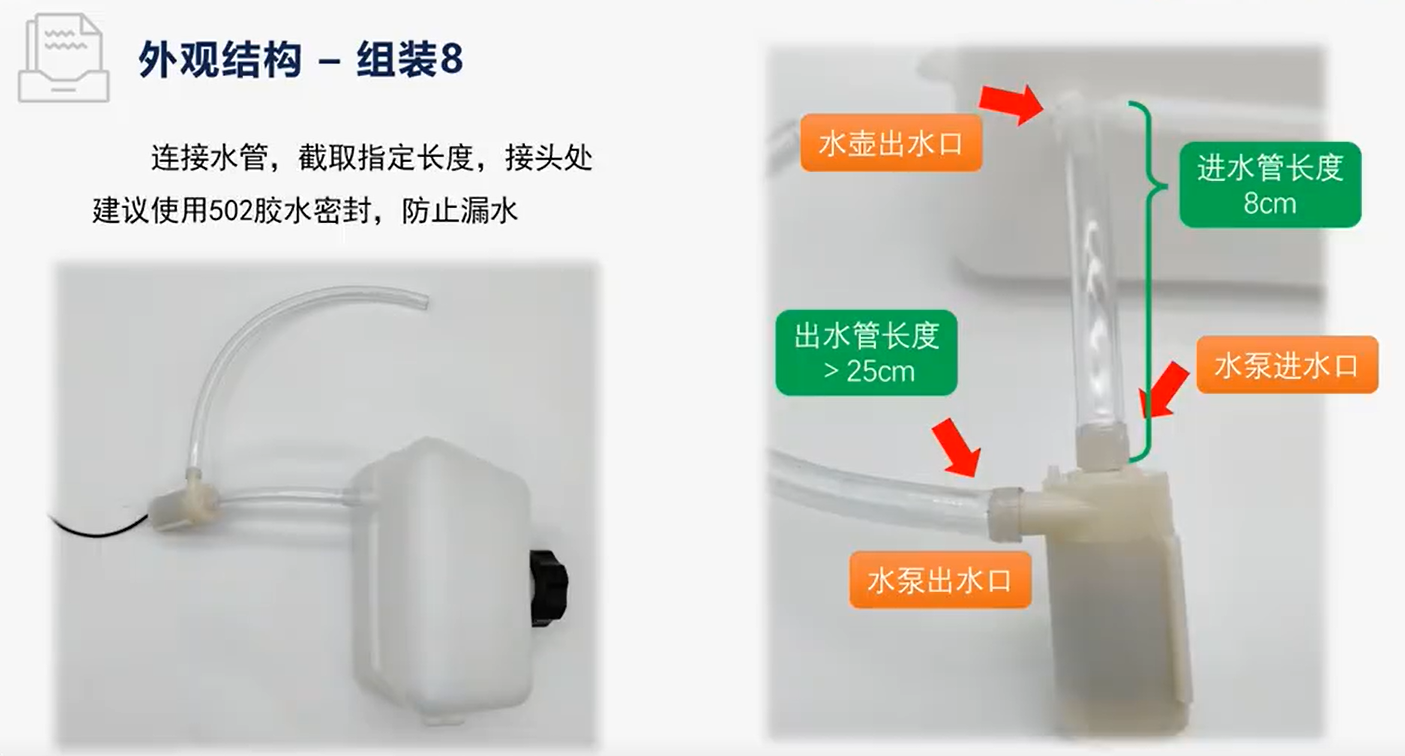 外观结构 – 组装8
连接水管，截取指定长度，接头处
建议使用502胶水密封，防止漏水
水壶出水口
进水管长度
8cm
出水管长度
> 25cm
水泵进水口
水泵出水口